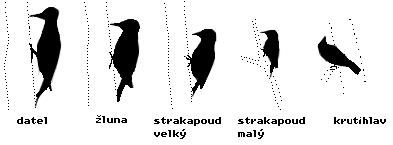 datel
žluna
strakapoud
velký
strakapoud
malý
krutihlav